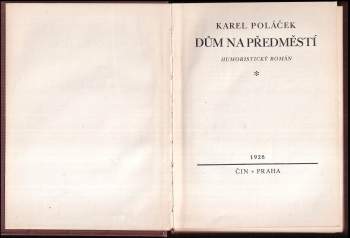 KAREL POLÁČEK
DŮM NA PŘEDMĚSTÍ
HUMORISTICKÝ ROMÁN
*
1928
ČIN • PRAHA